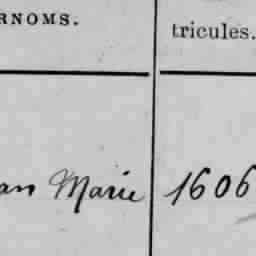 RNOMS.
tricules.
an Marie 1606